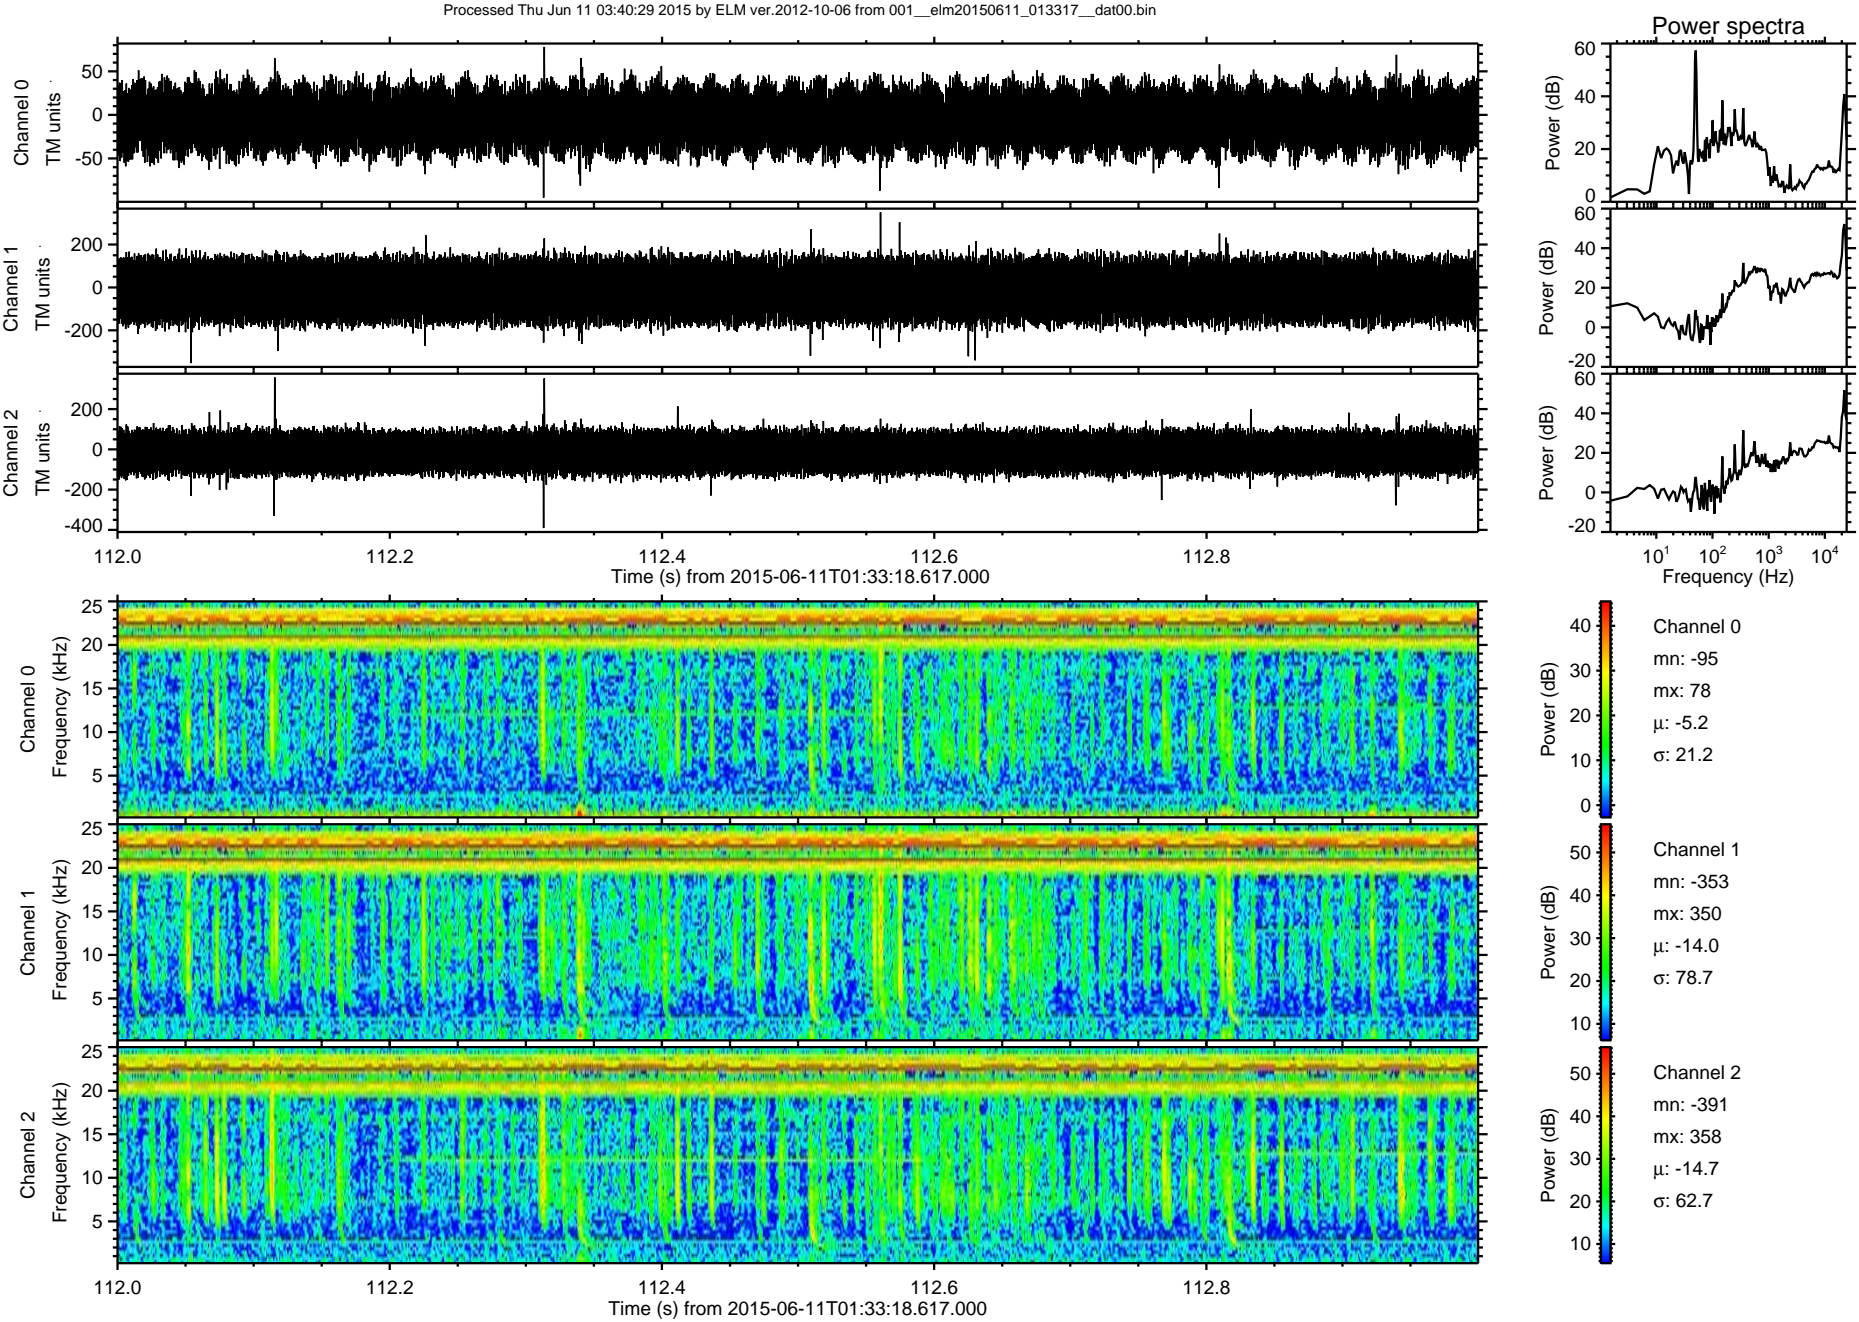 Processed Thu Jun 11 03:40:29 2015 by ELM ver.2012-10-06 from 001__elm20150611_013317__dat00.bin
Power spectra
Channel 0
TM units
50
0
-50
Power (dB)
60
40
20
0
Channel 1
TM units
200
0
-200
Power (dB)
60
40
20
0
-20
Channel 2
TM units
200
0
-200
-400
Power (dB)
60
40
20
0
-20
112.0 112.2 112.4 112.6 112.8
Time (s) from 2015-06-11T01:33:18.617.000
10^1 10^2 10^3 10^4
Frequency (Hz)
Channel 0
Frequency (kHz)
25
20
15
10
5
Power (dB)
40
30
20
10
0
Channel 0
mn: -95
mx: 78
μ: -5.2
σ: 21.2
Channel 1
Frequency (kHz)
25
20
15
10
5
Power (dB)
50
40
30
20
10
Channel 1
mn: -353
mx: 350
μ: -14.0
σ: 78.7
Channel 2
Frequency (kHz)
25
20
15
10
5
Power (dB)
50
40
30
20
10
Channel 2
mn: -391
mx: 358
μ: -14.7
σ: 62.7
112.0 112.2 112.4 112.6 112.8
Time (s) from 2015-06-11T01:33:18.617.000